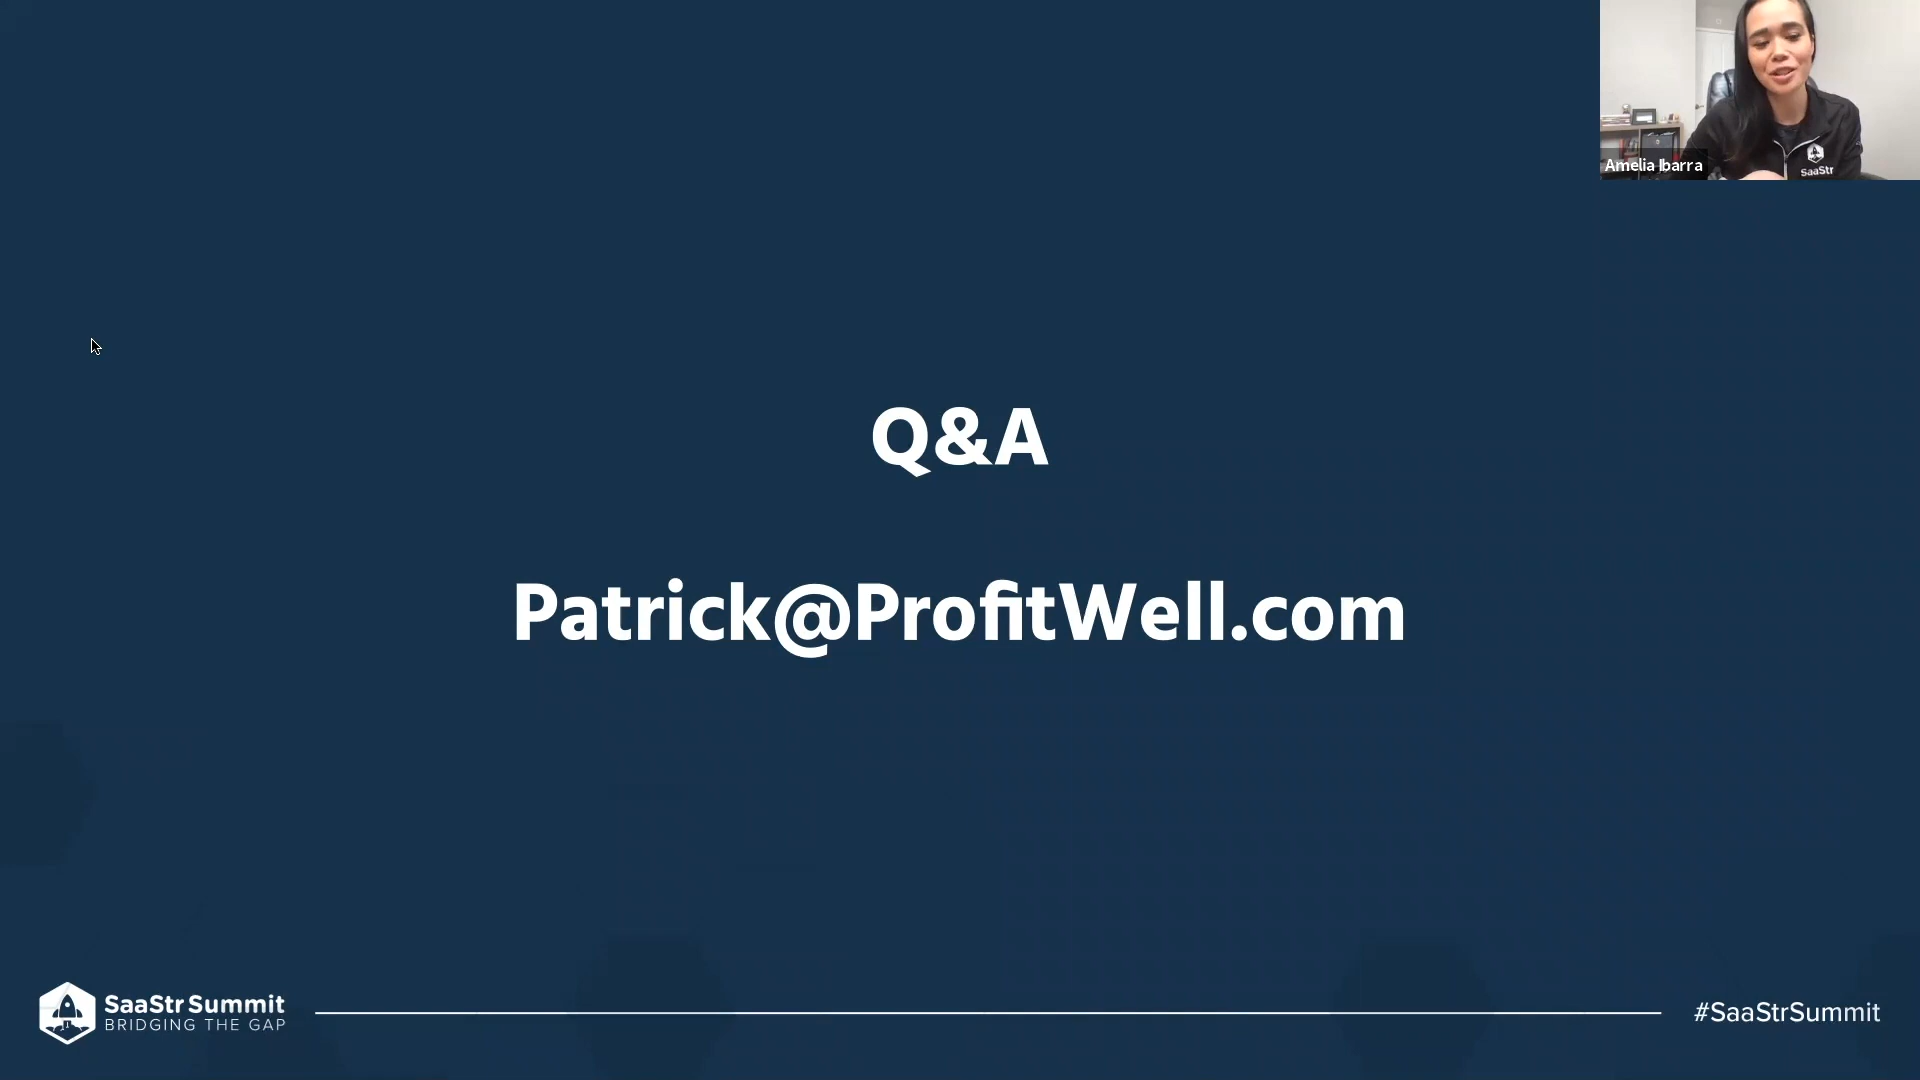 Amelia Ibarra
SaaStr
Q&A
Patrick@ProfitWell.com
SaaStr Summit
BRIDGING THE GAP
#SaaStrSummit